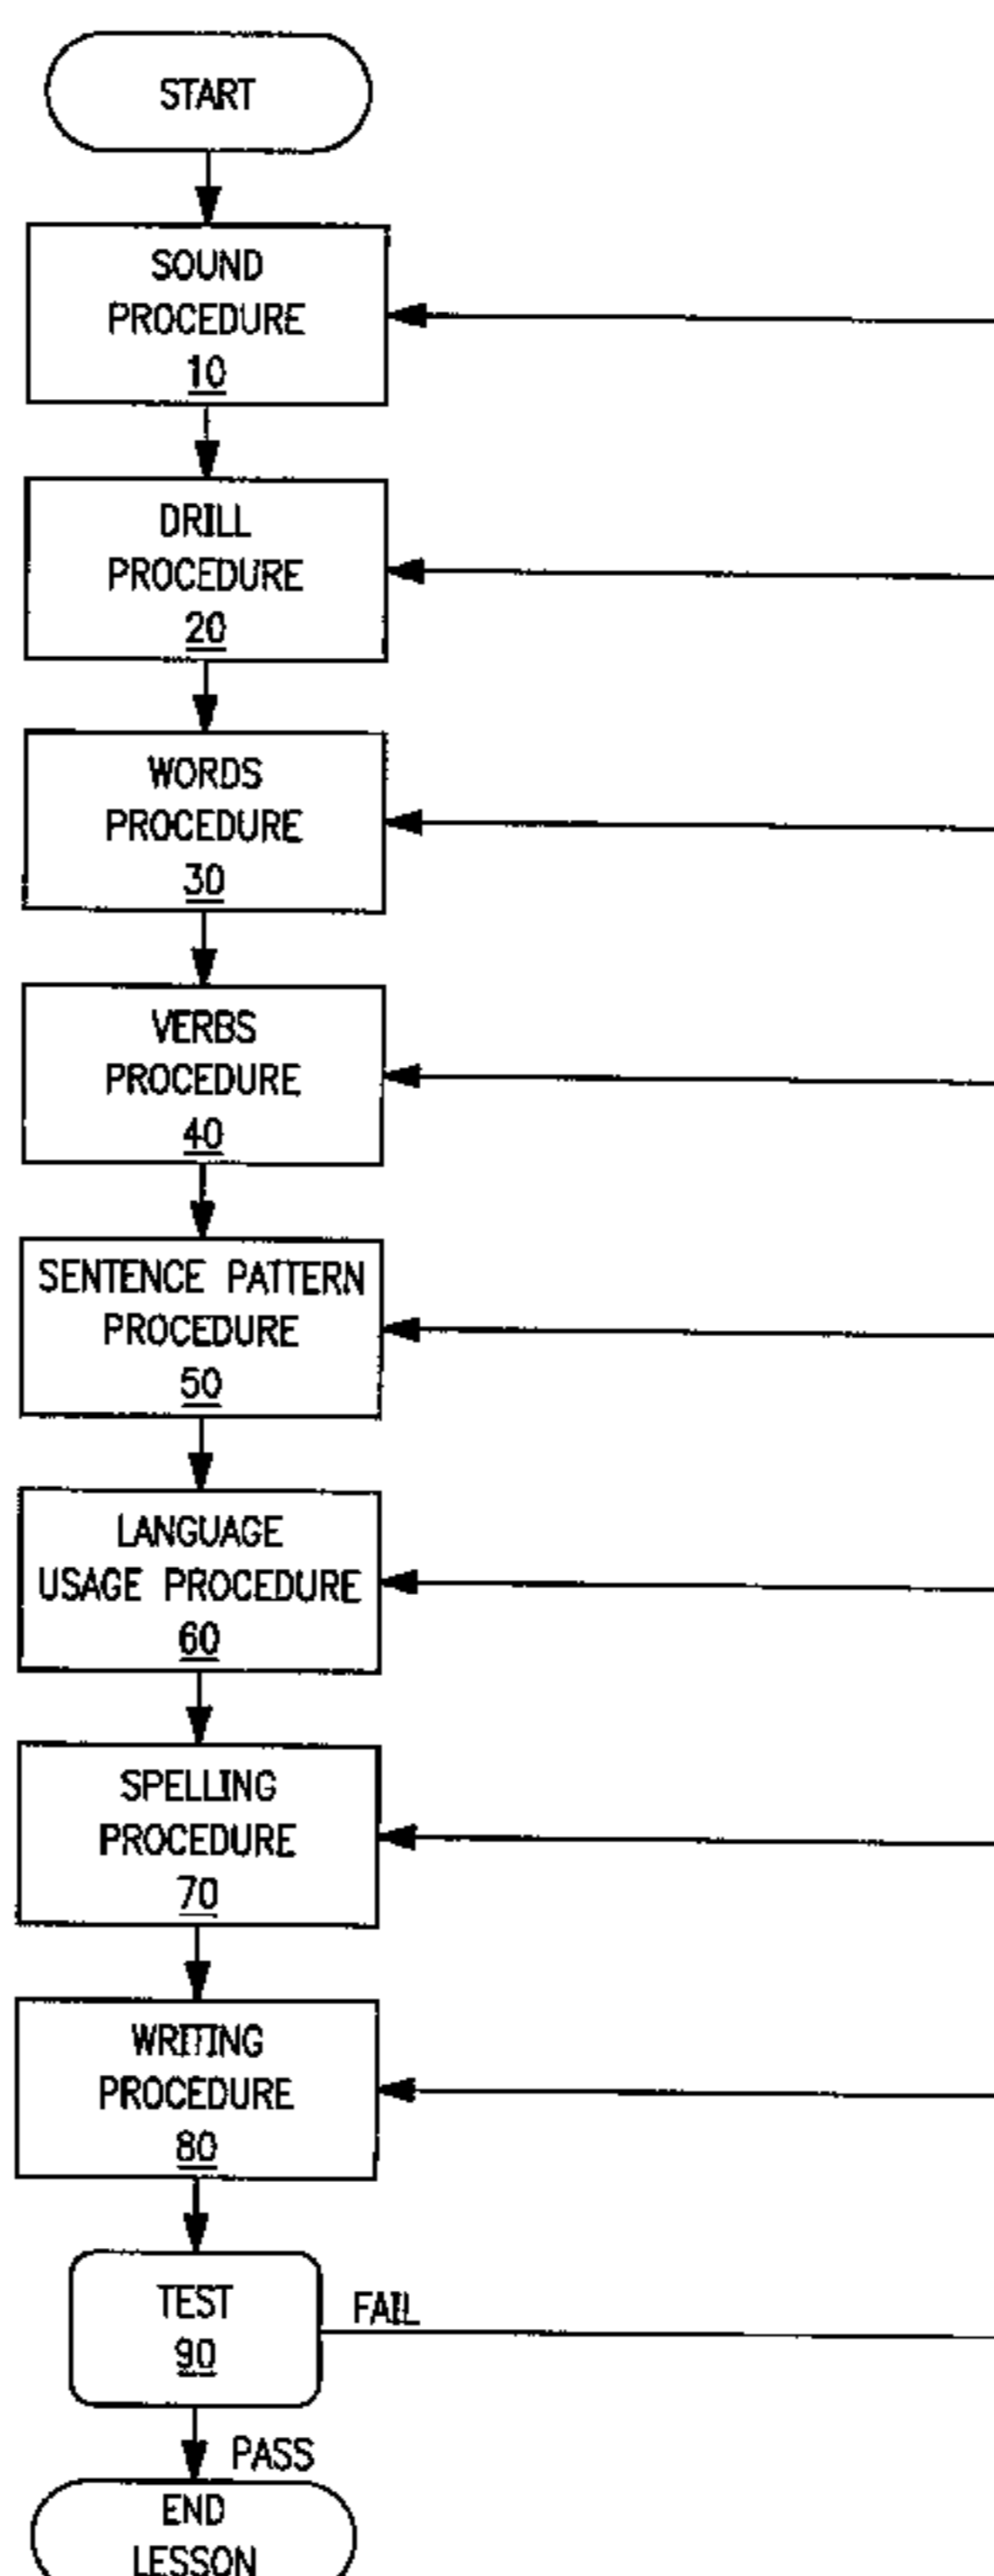 START
SOUND
PROCEDURE
10
DRILL
PROCEDURE
20
WORDS
PROCEDURE
30
VERBS
PROCEDURE
40
SENTENCE PATTERN
PROCEDURE
50
LANGUAGE
USAGE PROCEDURE
60
SPELLING
PROCEDURE
70
WRITING
PROCEDURE
80
TEST
90
FAIL
PASS
END
LESSON